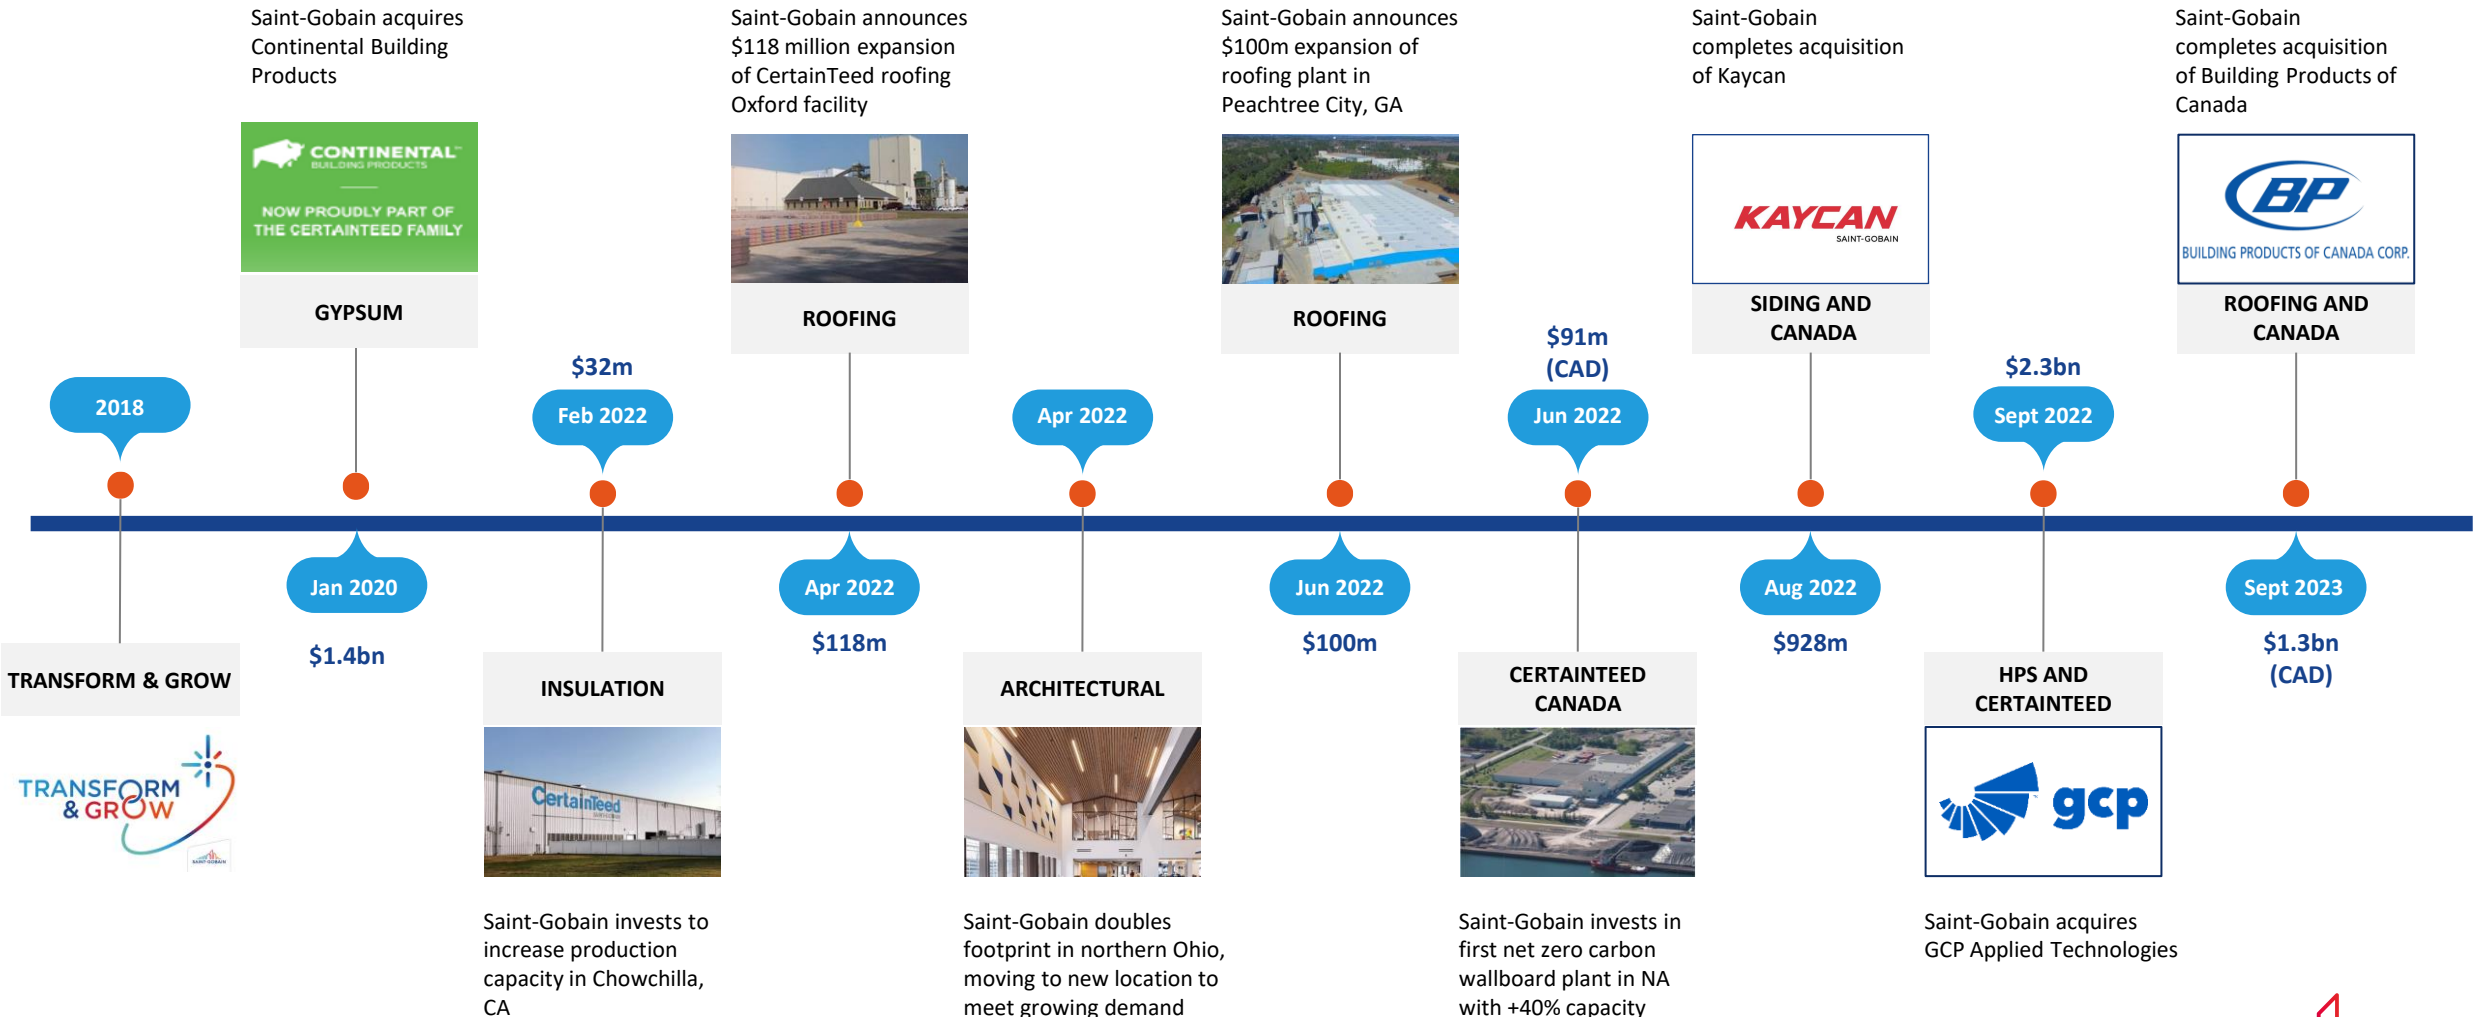 Saint-Gobain acquires
Continental Building
Products
CONTINENTAL™
BUILDING PRODUCTS
NOW PROUDLY PART OF
THE CERTAINTEED FAMILY
GYPSUM
Saint-Gobain announces
$118 million expansion
of CertainTeed roofing
Oxford facility
ROOFING
Saint-Gobain announces
$100m expansion of
roofing plant in
Peachtree City, GA
ROOFING
Saint-Gobain
completes acquisition
of Kaycan
KAYCAN
SAINT-GOBAIN
SIDING AND
CANADA
Saint-Gobain
completes acquisition
of Building Products of
Canada
BP
BUILDING PRODUCTS OF CANADA CORP.
ROOFING AND
CANADA
2018
$32m
Feb 2022
Apr 2022
$91m
(CAD)
Jun 2022
$2.3bn
Sept 2022
Jan 2020
$1.4bn
Apr 2022
$118m
Jun 2022
$100m
Aug 2022
$928m
Sept 2023
$1.3bn
(CAD)
TRANSFORM & GROW
TRANSFORM
& GROW
SAINT-GOBAIN
INSULATION
CertainTeed
SAINT-GOBAIN
Saint-Gobain invests to
increase production
capacity in Chowchilla,
CA
ARCHITECTURAL
Saint-Gobain doubles
footprint in northern Ohio,
moving to new location to
meet growing demand
CERTAINTEED
CANADA
Saint-Gobain invests in
first net zero carbon
wallboard plant in NA
with +40% capacity
HPS AND
CERTAINTEED
gcp
Saint-Gobain acquires
GCP Applied Technologies